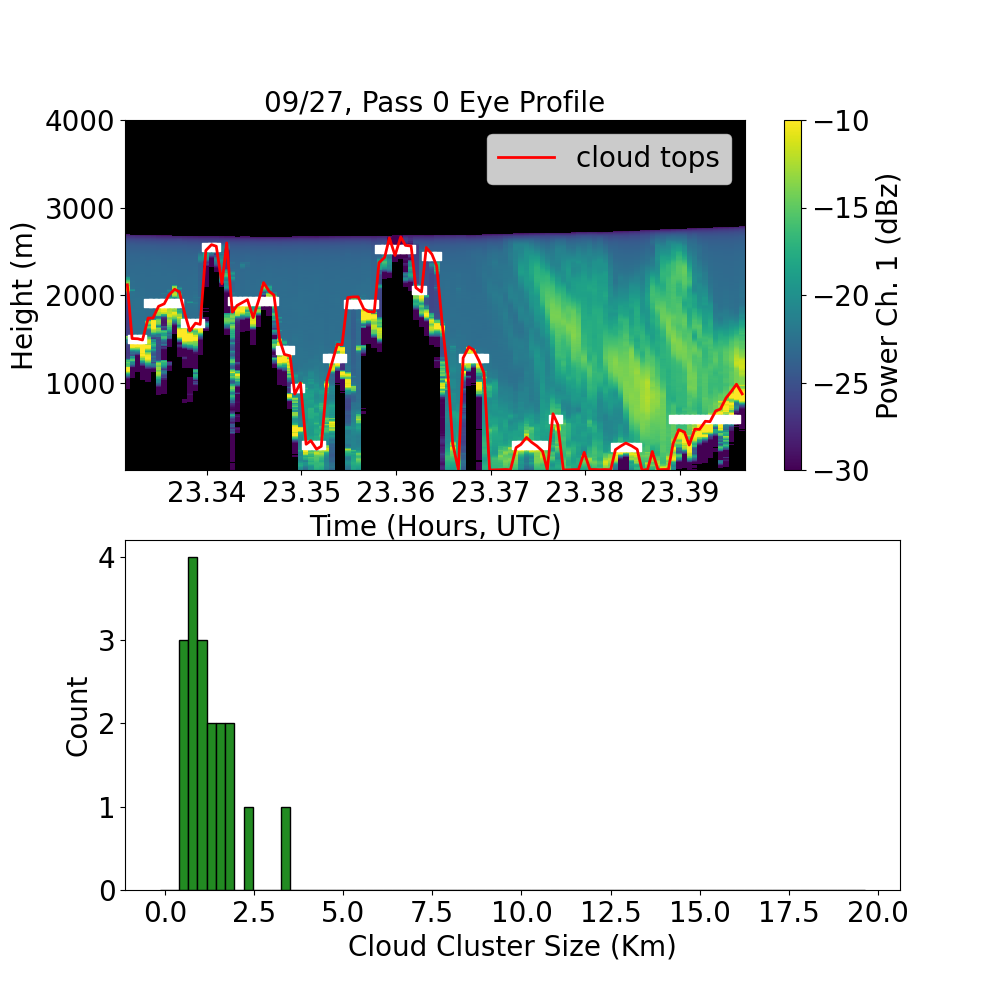 09/27, Pass 0 Eye Profile
4000
3000
2000
1000
Height (m)
cloud tops
23.34 23.35 23.36 23.37 23.38 23.39
Time (Hours, UTC)
−10
−15
−20
−25
−30
Power Ch. 1 (dBz)
4
3
2
1
0
Count
0.0 2.5 5.0 7.5 10.0 12.5 15.0 17.5 20.0
Cloud Cluster Size (Km)